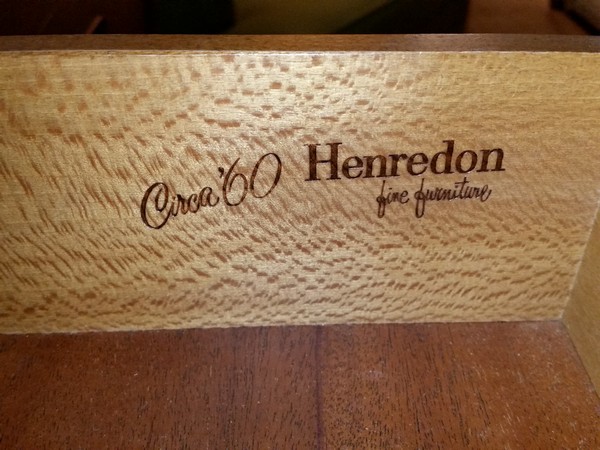 Circa '60
Henredon
fine furniture